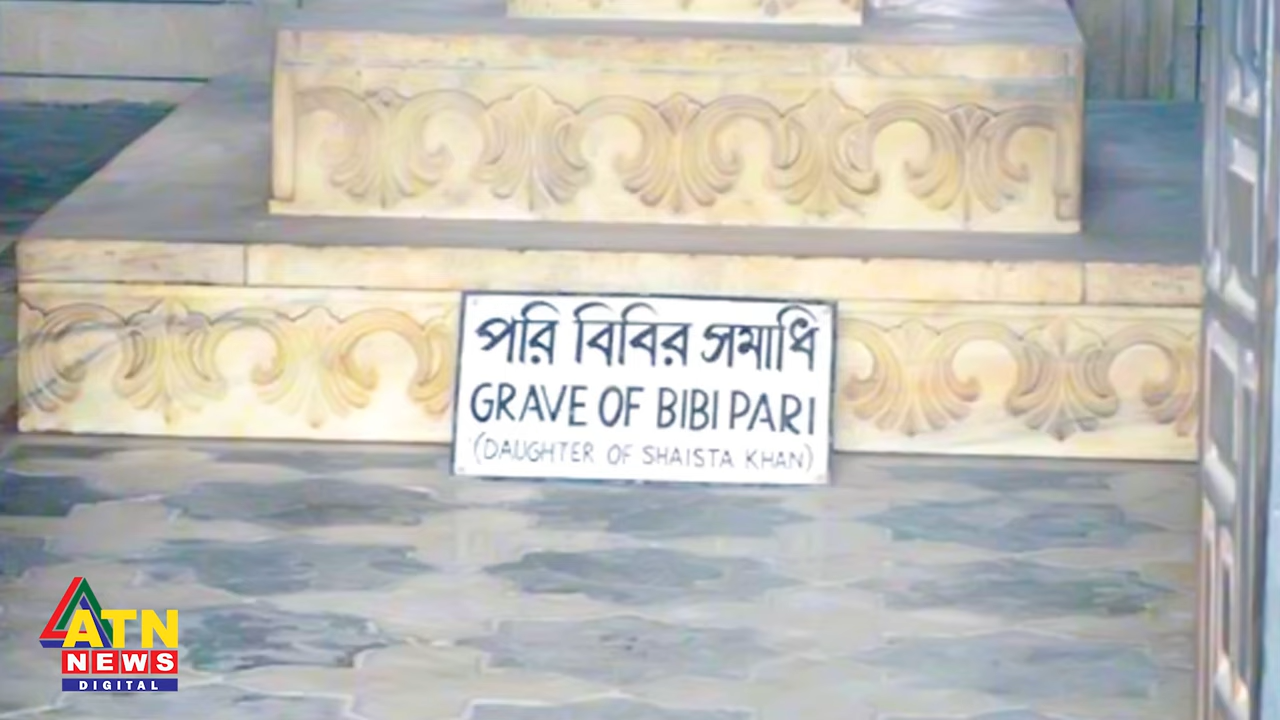 পরি বিবির সমাধি
GRAVE OF BIBI PARI
(DAUGHTER OF SHAISTA KHAN)
ATN
NEWS
DIGITAL